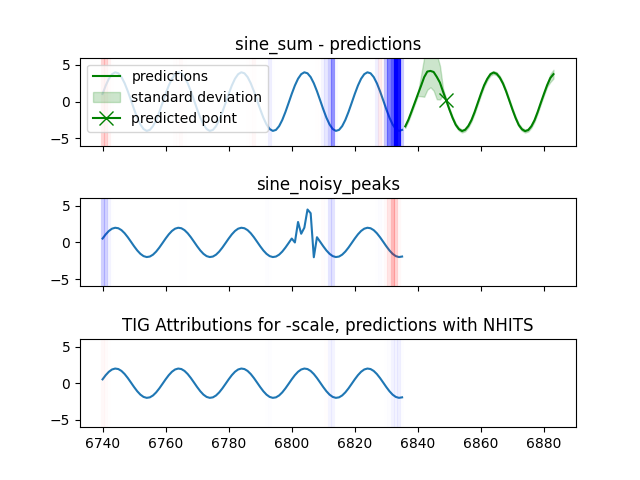 sine_sum - predictions
5
0
−5
predictions
standard deviation
predicted point
sine_noisy_peaks
5
0
−5
TIG Attributions for -scale, predictions with NHITS
5
0
−5
6740 6760 6780 6800 6820 6840 6860 6880